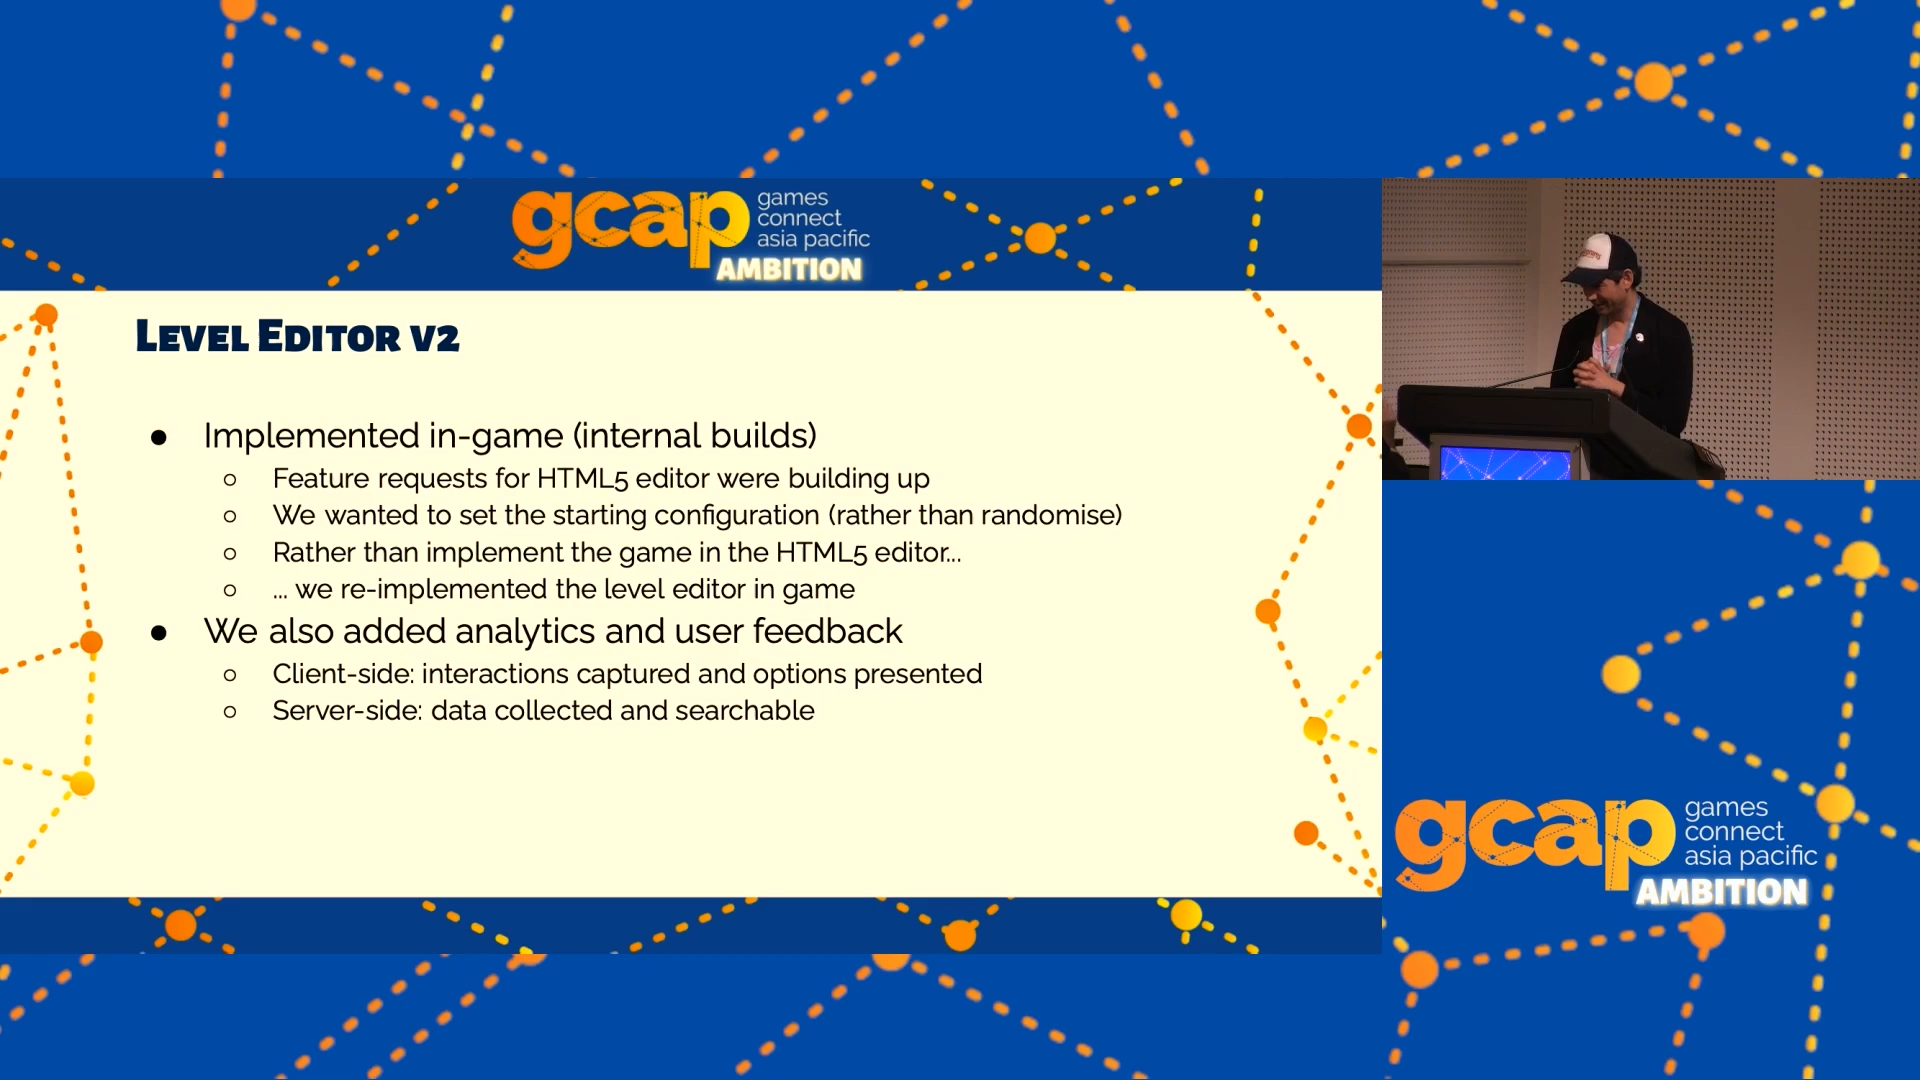 gcap games
connect
asia pacific
AMBITION
LEVEL EDITOR V2
● Implemented in-game (internal builds)
○ Feature requests for HTML5 editor were building up
○ We wanted to set the starting configuration (rather than randomise)
○ Rather than implement the game in the HTML5 editor...
○ ... we re-implemented the level editor in game
● We also added analytics and user feedback
○ Client-side: interactions captured and options presented
○ Server-side: data collected and searchable
gcap games
connect
asia pacific
AMBITION